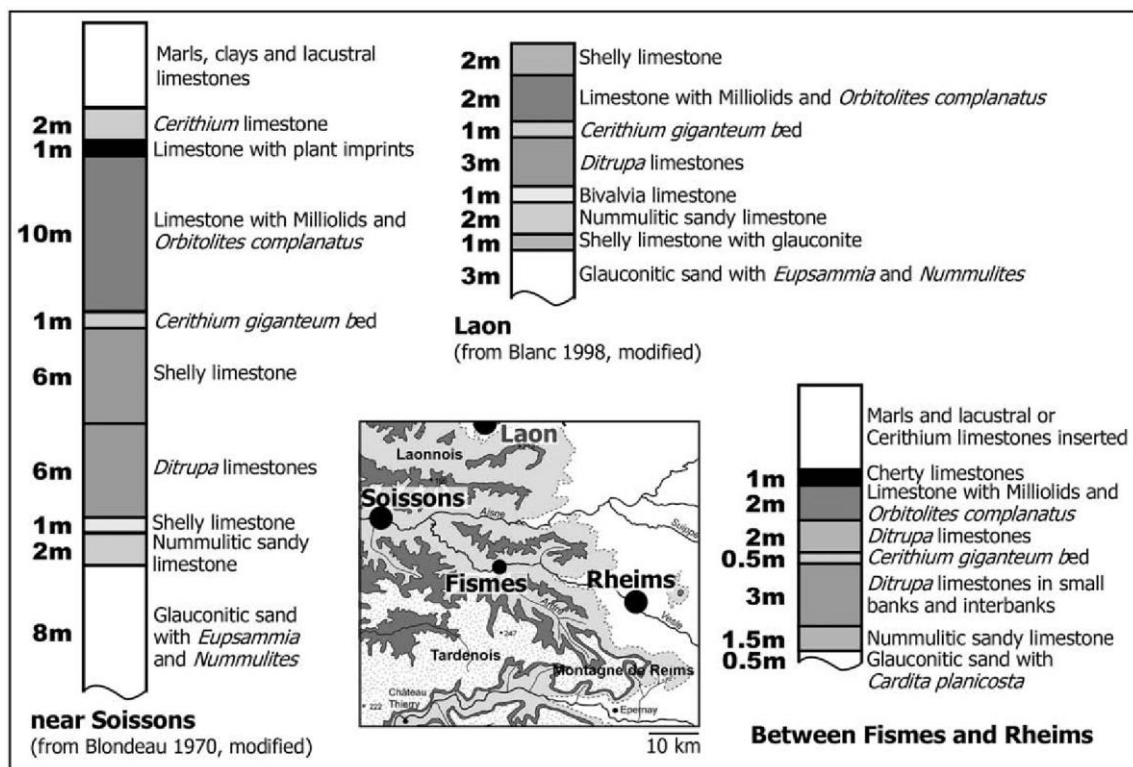 Marls, clays and lacustral
limestones
2m
Cerithium limestone
1m
Limestone with plant imprints
10m
Limestone with Milliolids and
Orbitolites complanatus
1m
Cerithium giganteum bed
6m
Shelly limestone
6m
Ditrupa limestones
1m
Shelly limestone
2m
Nummulitic sandy
limestone
8m
Glauconitic sand
with Eupsammia
and Nummulites
near Soissons
(from Blondeau 1970, modified)
2m
Shelly limestone
2m
Limestone with Milliolids and Orbitolites complanatus
1m
Cerithium giganteum bed
3m
Ditrupa limestones
1m
Bivalvia limestone
2m
Nummulitic sandy limestone
1m
Shelly limestone with glauconite
3m
Glauconitic sand with Eupsammia and Nummulites
Laon
(from Blanc 1998, modified)
Laon
Laonnois
Soissons
Aisne
Suippe
Fismes
Rheims
Ardre
Vesle
247
Tardenois
Montagne de Reims
Château
Thierry
222
Epernay
10 km
Marls and lacustral or
Cerithium limestones inserted
1m
Cherty limestones
2m
Limestone with Milliolids and
Orbitolites complanatus
2m
Ditrupa limestones
0.5m
Cerithium giganteum bed
3m
Ditrupa limestones in small
banks and interbanks
1.5m
Nummulitic sandy limestone
0.5m
Glauconitic sand with
Cardita planicosta
Between Fismes and Rheims